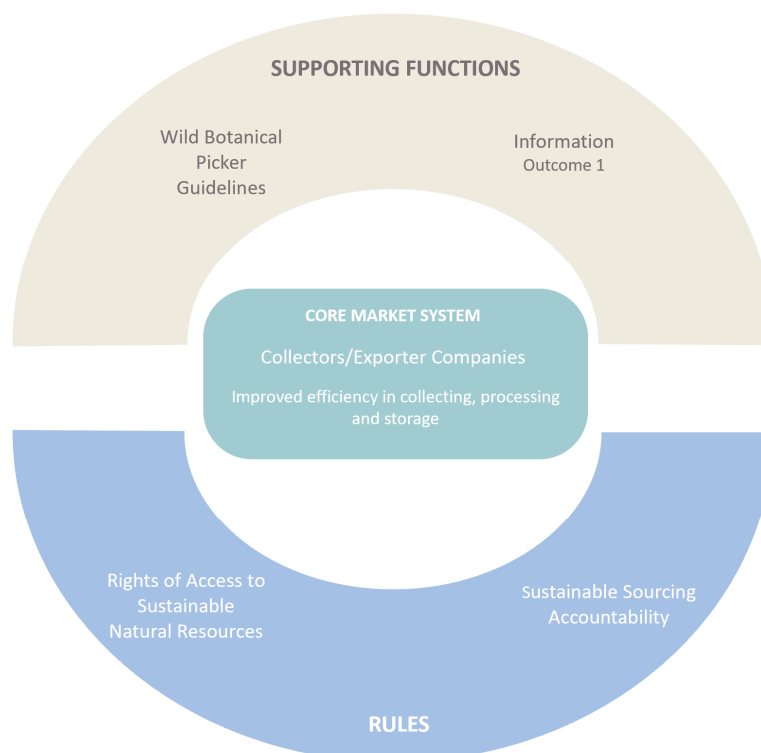 SUPPORTING FUNCTIONS
Wild Botanical
Picker
Guidelines
Information
Outcome 1
CORE MARKET SYSTEM
Collectors/Exporter Companies
Improved efficiency in collecting, processing
and storage
Rights of Access to
Sustainable
Natural Resources
Sustainable Sourcing
Accountability
RULES